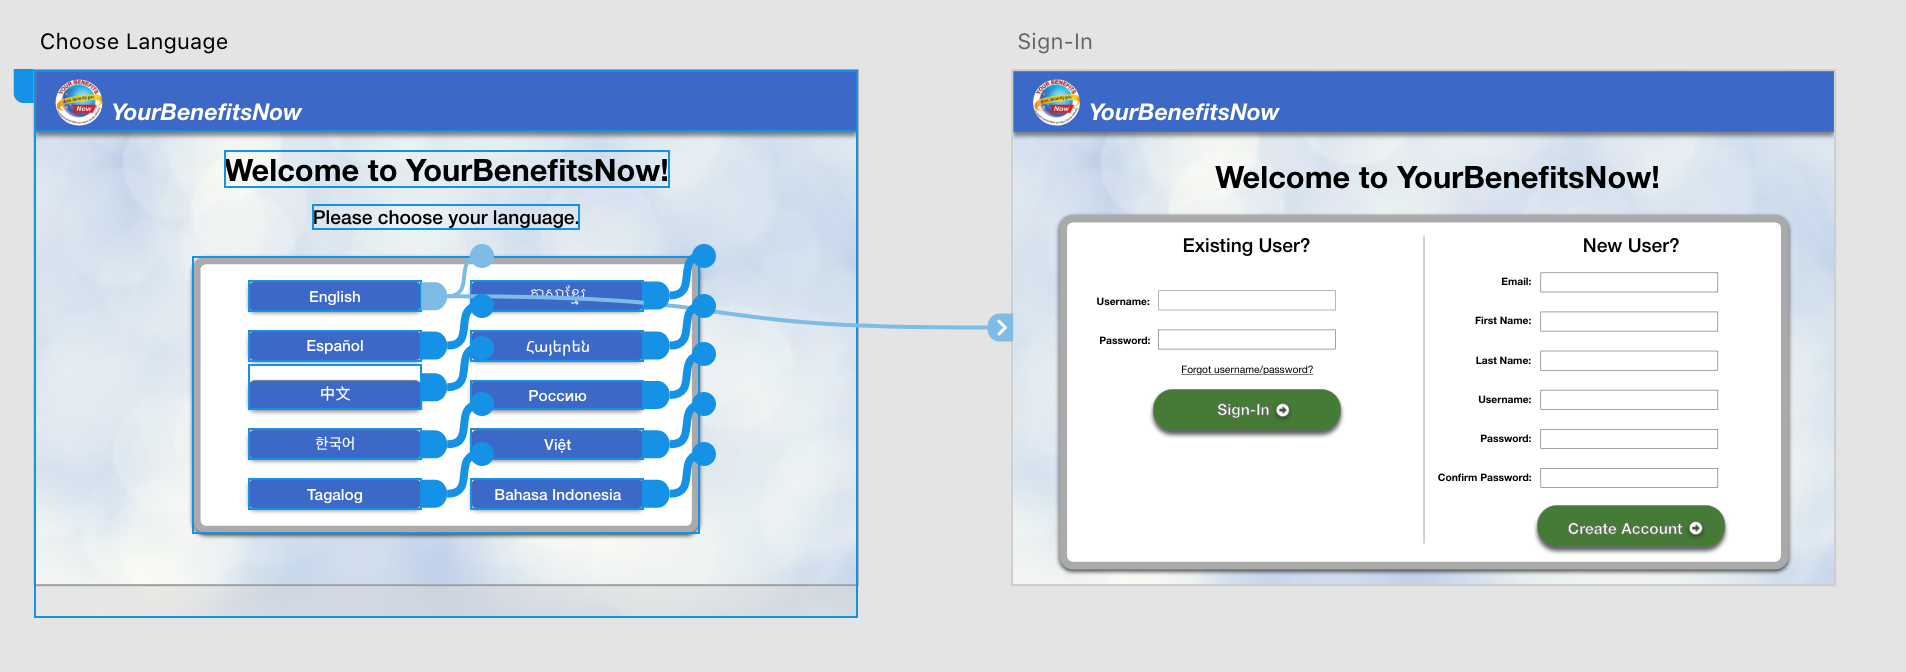 Choose Language
YourBenefitsNow
Welcome to YourBenefitsNow!
Please choose your language.
English
ភាសាខ្មែរ
Español
Հայերեն
中文
Россию
한국어
Việt
Tagalog
Bahasa Indonesia
Sign-In
YourBenefitsNow
Welcome to YourBenefitsNow!
Existing User?
Username:
Password:
Forgot username/password?
Sign-In
New User?
Email:
First Name:
Last Name:
Username:
Password:
Confirm Password:
Create Account